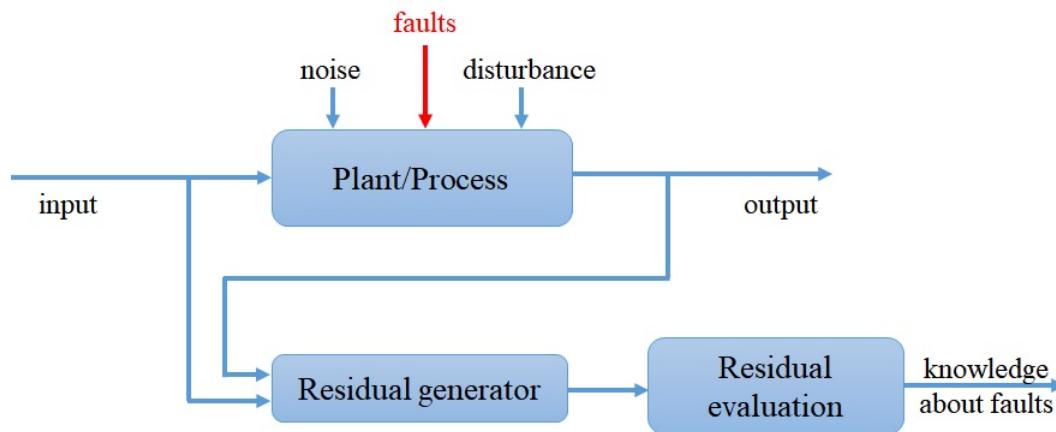 faults
noise
disturbance
Plant/Process
input
output
Residual generator
Residual
evaluation
knowledge
about faults